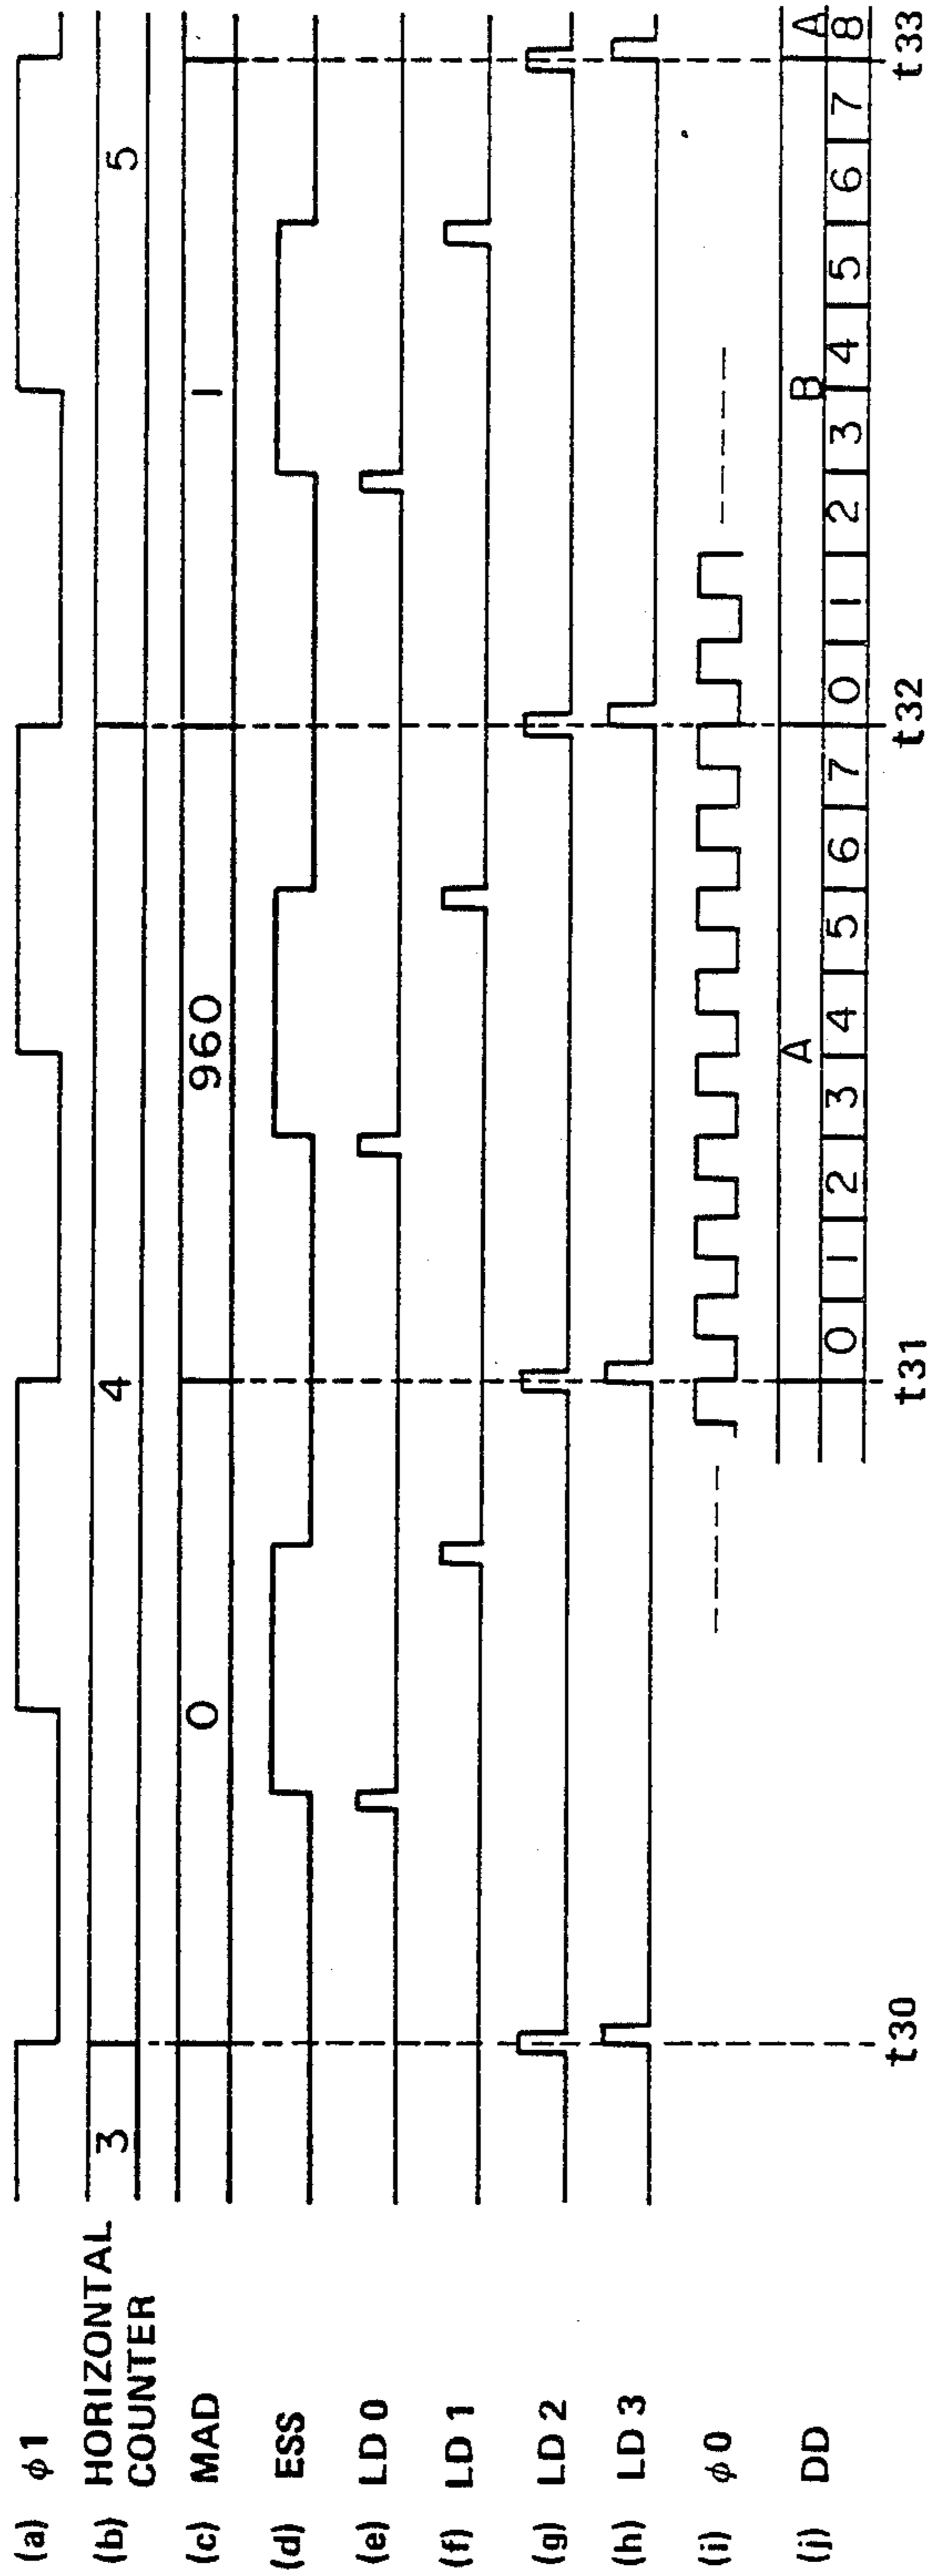 (a) φ1
(b) HORIZONTAL
COUNTER
3 4 5
(c) MAD
0 960 1
(d) ESS
(e) LD 0
(f) LD 1
(g) LD 2
(h) LD 3
(i) φ0
(j) DD
A B A
0 1 2 3 4 5 6 7 0 1 2 3 4 5 6 7 8
t30 t31 t32 t33